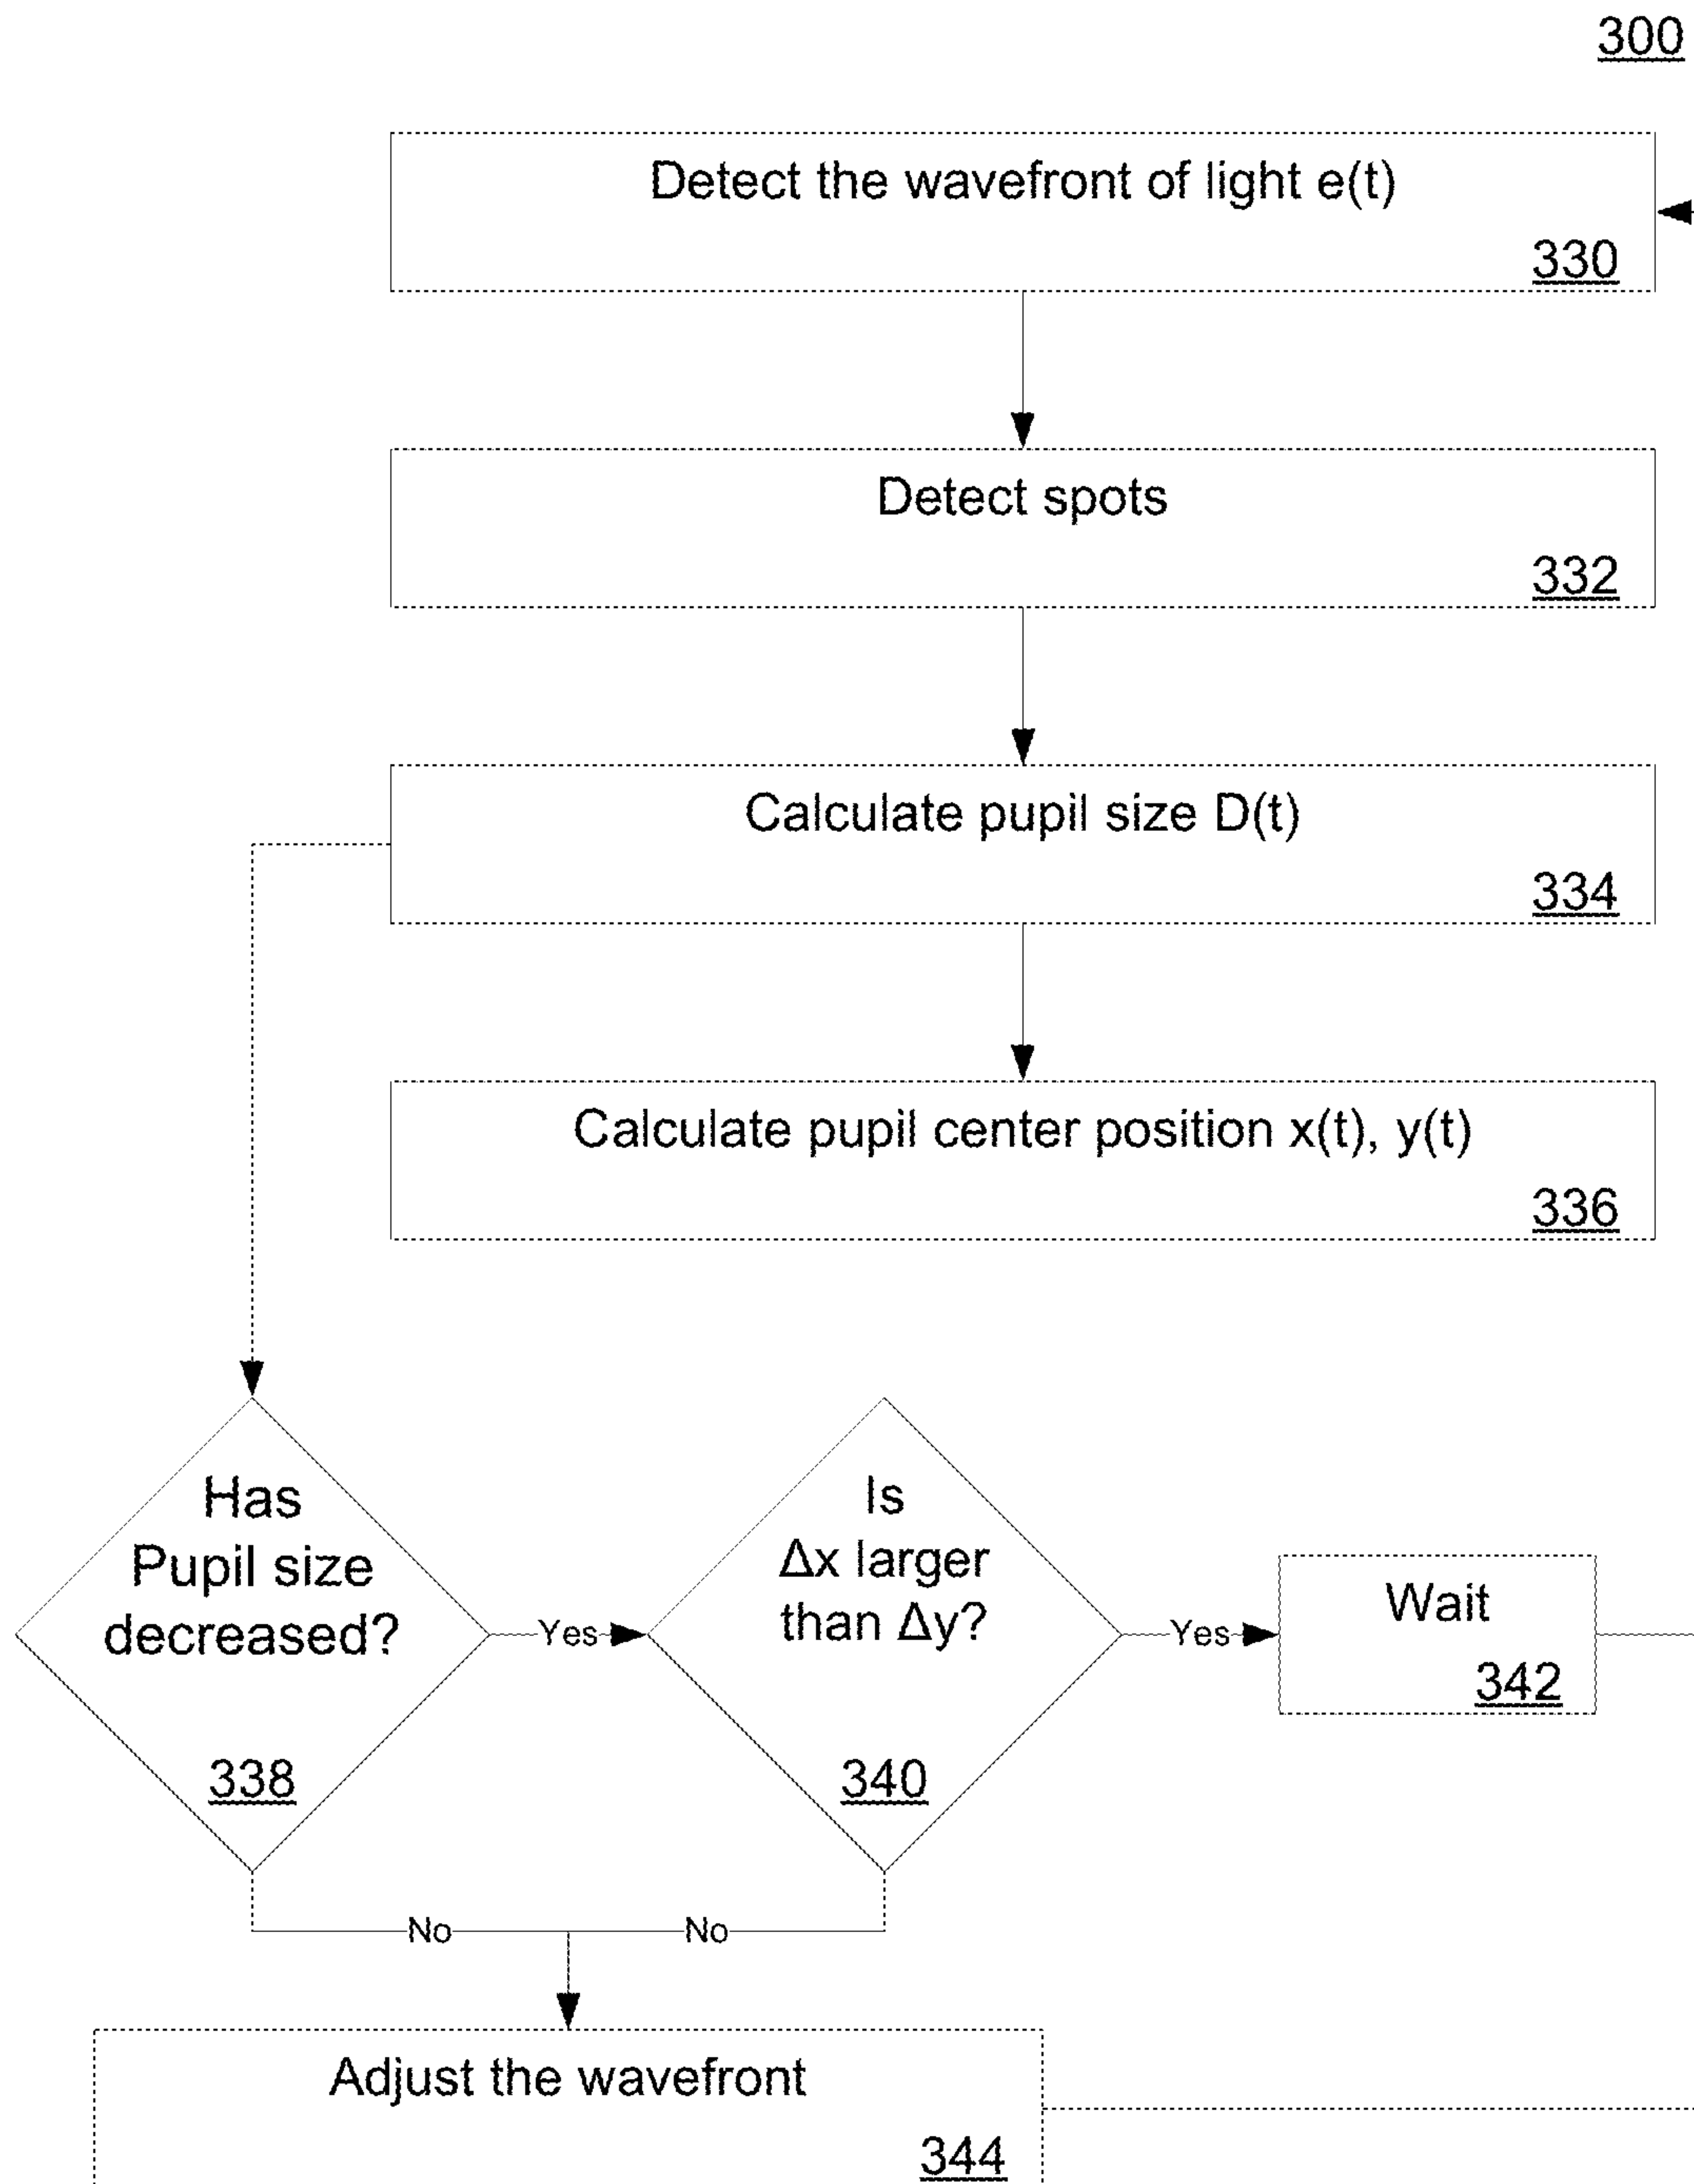 300
Detect the wavefront of light e(t)
330
Detect spots
332
Calculate pupil size D(t)
334
Calculate pupil center position x(t), y(t)
336
Has
Pupil size
decreased?
338
Yes
Is
Δx larger
than Δy?
340
Yes
Wait
342
No
No
Adjust the wavefront
344